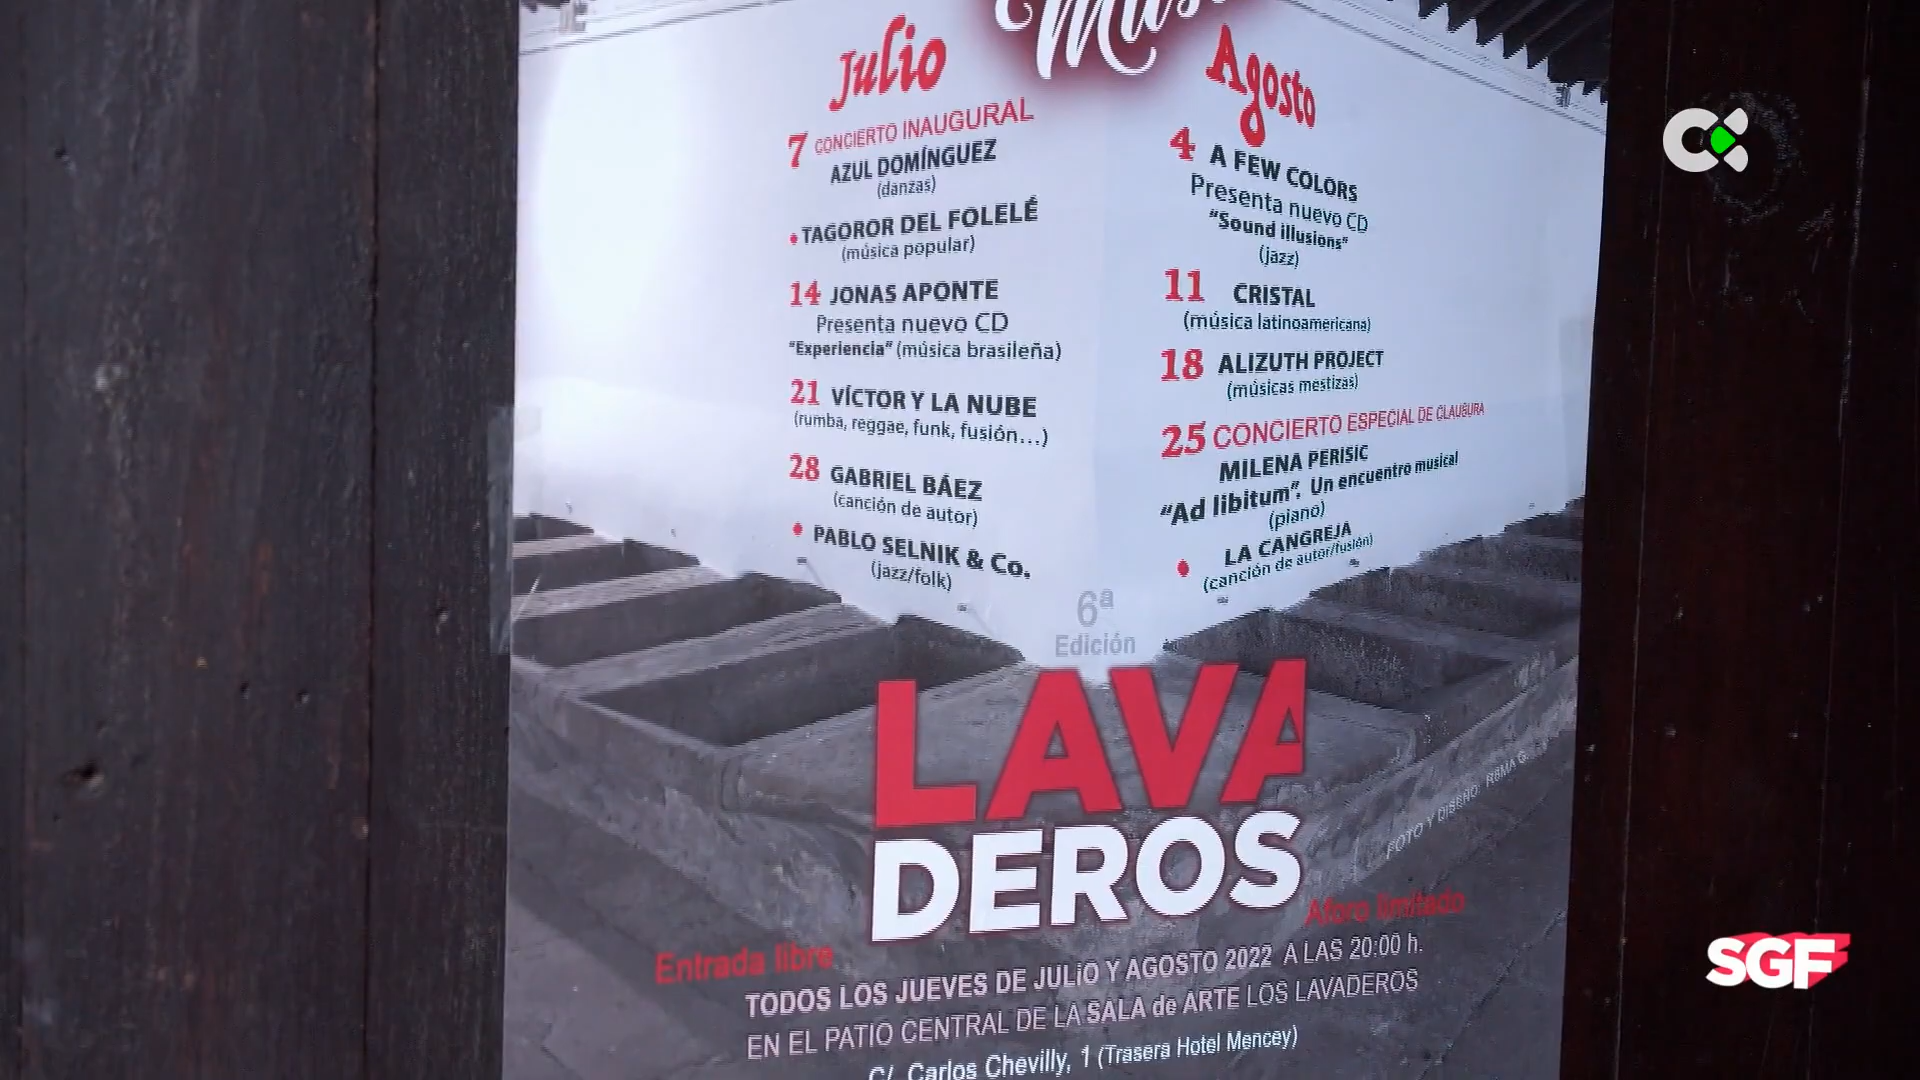 Julio
7 CONCIERTO INAUGURAL
AZUL DOMÍNGUEZ
(danzas)
TAGOROR DEL FOLELÉ
(música popular)
14 JONAS APONTE
Presenta nuevo CD
"Experiencia" (música brasileña)
21 VÍCTOR Y LA NUBE
(rumba, reggae, funk, fusión...)
28 GABRIEL BÁEZ
(canción de autor)
PABLO SELNIK & Co.
(jazz/folk)
Agosto
4 A FEW COLORS
Presenta nuevo CD
"Sound illusions"
(jazz)
11 CRISTAL
(música latinoamericana)
18 ALIZUTH PROJECT
(músicas mestizas)
25 CONCIERTO ESPECIAL DE CLAUSURA
MILENA PERISIC
"Ad libitum". Un encuentro musical
(piano)
LA CANGREJA
(canción de autor/fusión)
6ª
Edición
LAVA
DEROS
FOTO Y DISEÑO: ROMA G.
Entrada libre
Aforo limitado
TODOS LOS JUEVES DE JULIO Y AGOSTO 2022 A LAS 20:00 h.
EN EL PATIO CENTRAL DE LA SALA de ARTE LOS LAVADEROS
C/. Carlos Chevilly, 1 (Trasera Hotel Mencey)
SGF